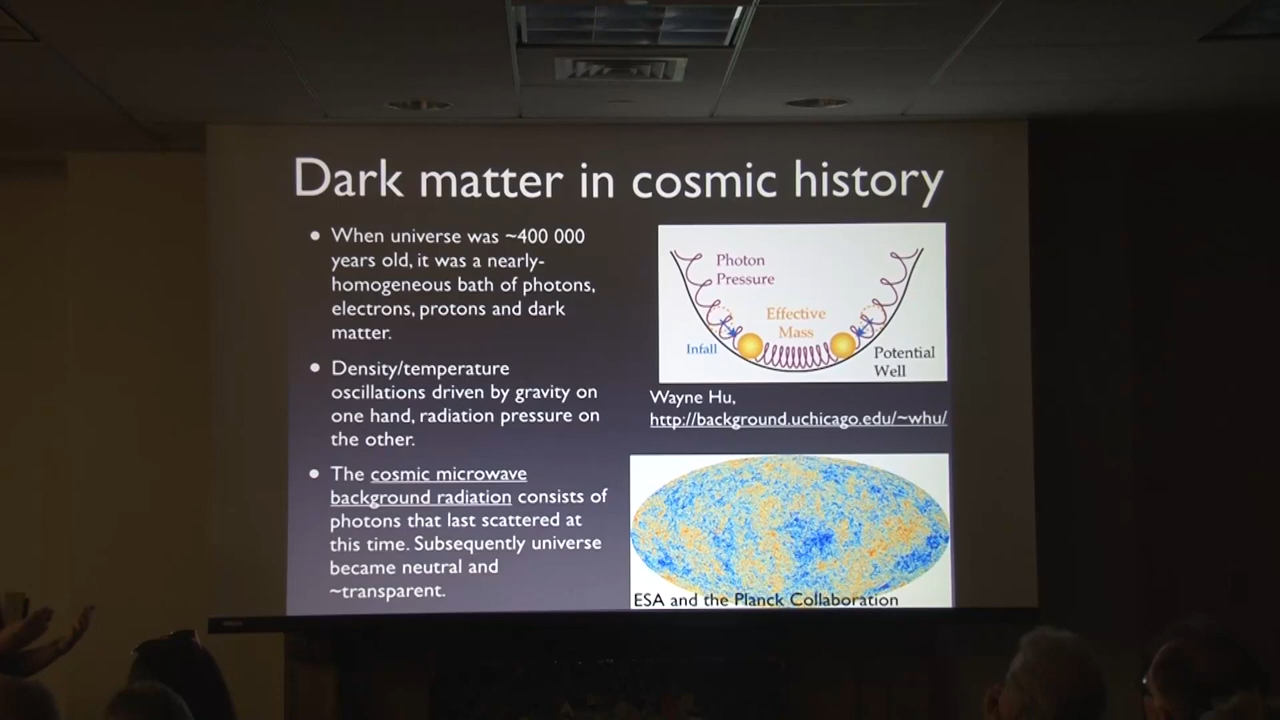 Dark matter in cosmic history
• When universe was ~400 000
years old, it was a nearly-
homogeneous bath of photons,
electrons, protons and dark
matter.
• Density/temperature
oscillations driven by gravity on
one hand, radiation pressure on
the other.
• The cosmic microwave
background radiation consists of
photons that last scattered at
this time. Subsequently universe
became neutral and
~transparent.
Photon
Pressure
Effective
Mass
Infall
Potential
Well
Wayne Hu,
http://background.uchicago.edu/~whu/
ESA and the Planck Collaboration